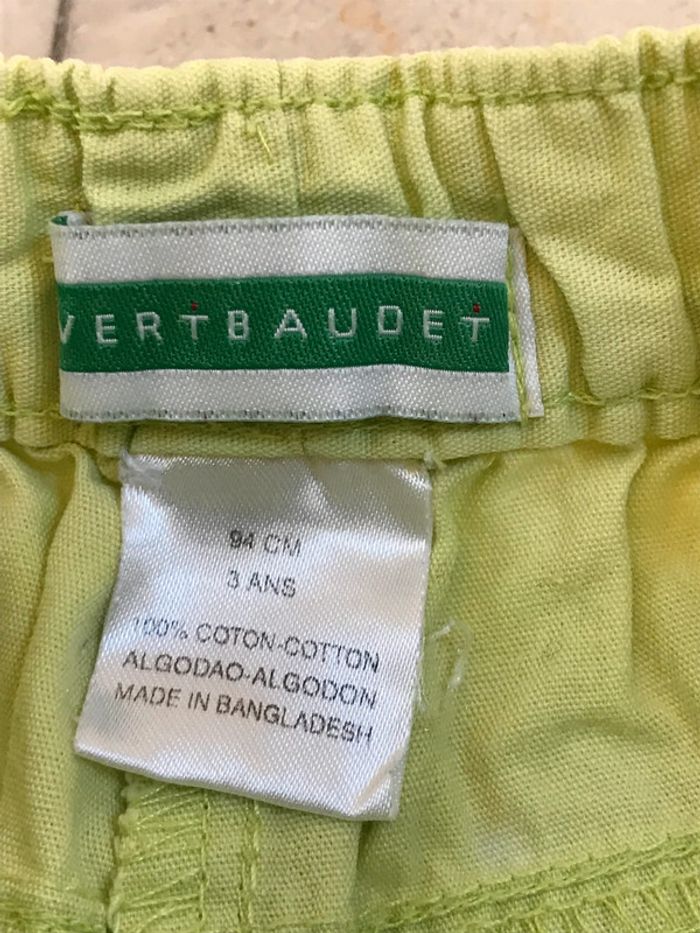 VERTBAUDET
94 CM
3 ANS
100% COTON-COTTON
ALGODAO-ALGODON
MADE IN BANGLADESH